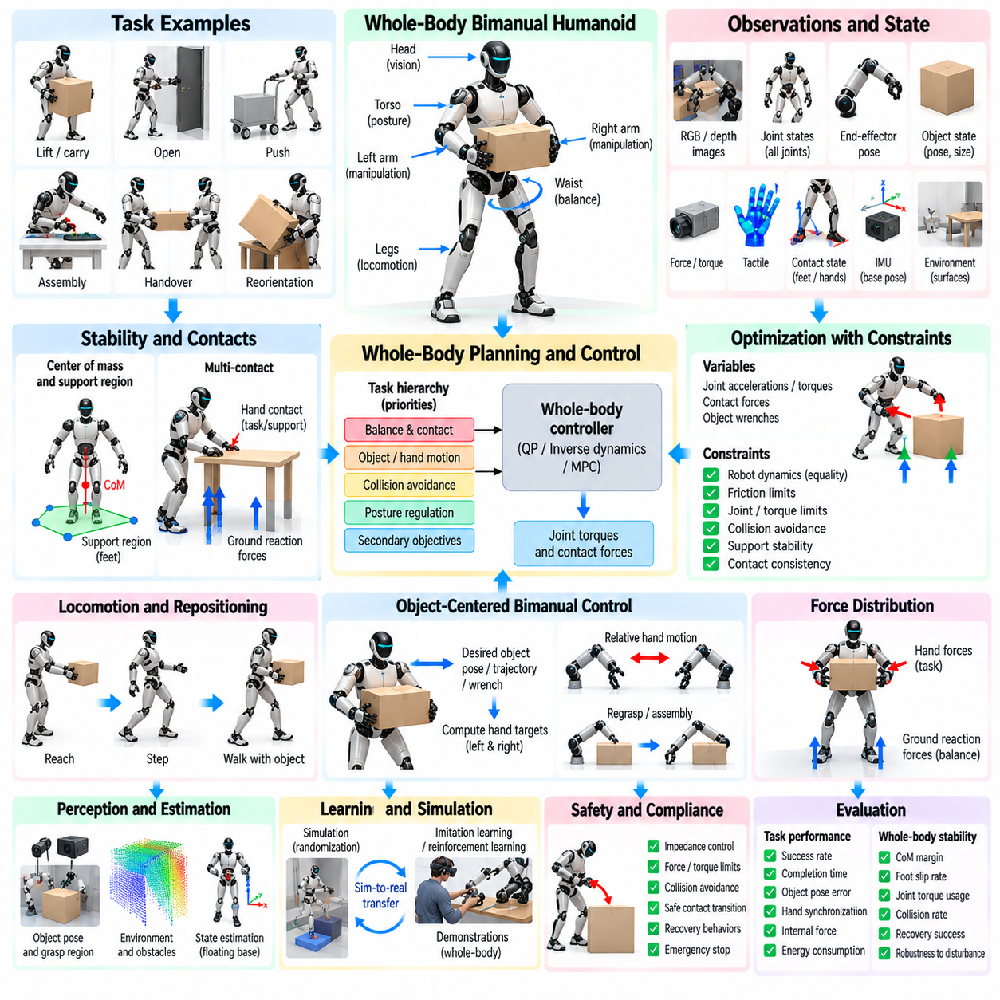 Task Examples
Lift / carry
Open
Push
Assembly
Handover
Reorientation
Whole-Body Bimanual Humanoid
Head
(vision)
Torso
(posture)
Left arm
(manipulation)
Right arm
(manipulation)
Waist
(balance)
Legs
(locomotion)
Observations and State
RGB / depth
images
Joint states
(all joints)
End-effector
pose
Object state
(pose, size)
Z
Y
X
Force / torque
Tactile
Contact state
(feet / hands)
IMU
(base pose)
Environment
(surfaces)
Stability and Contacts
Center of mass
and support region
CoM
Support region
(feet)
Multi-contact
Hand contact
(task/support)
Ground reaction
forces
Whole-Body Planning and Control
Task hierarchy
(priorities)
Balance & contact
Object / hand motion
Collision avoidance
Posture regulation
Secondary objectives
Whole-body
controller
(QP / Inverse dynamics
/ MPC)
Joint torques
and contact forces
Optimization with Constraints
Variables
Joint accelerations / torques
Contact forces
Object wrenches
Constraints
Robot dynamics (equality)
Friction limits
Joint / torque limits
Collision avoidance
Support stability
Contact consistency
Locomotion and Repositioning
Reach
Step
Walk with object
Object-Centered Bimanual Control
Desired object
pose / trajectory
/ wrench
Compute hand targets
(left & right)
Relative hand motion
Regrasp / assembly
Force Distribution
Hand forces
(task)
Ground reaction
forces (balance)
Perception and Estimation
Object pose
and grasp region
Environment
and obstacles
X
State estimation
(floating base)
Learnin and Simulation
Simulation
(randomization)
Sim-to-real
transfer
Imitation learning
/ reinforcement learning
Demonstrations
(whole-body)
Safety and Compliance
Impedance control
Force / torque limits
Collision avoidance
Safe contact transition
Recovery behaviors
Emergency stop
Evaluation
Task performance
Success rate
Completion time
Object pose error
Hand synchronizatiion
Internal force
Energy consumption
Whole-body stability
CoM margin
Foot slip rate
Joint torque usage
Collision rate
Recovery success
Robustness to disturbance